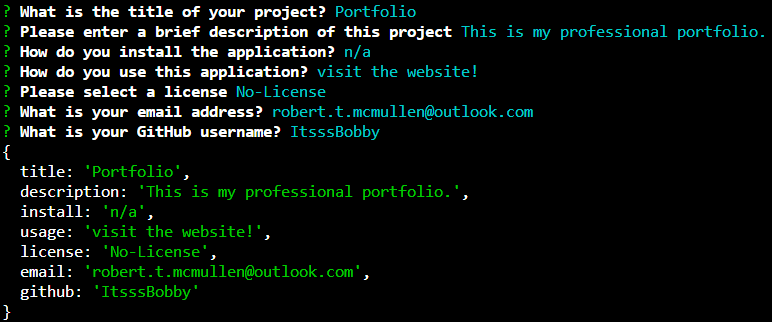 ? What is the title of your project? Portfolio
? Please enter a brief description of this project This is my professional portfolio.
? How do you install the application? n/a
? How do you use this application? visit the website!
? Please select a license No-License
? What is your email address? robert.t.mcmullen@outlook.com
? What is your GitHub username? ItsssBobby
{
  title: 'Portfolio',
  description: 'This is my professional portfolio.',
  install: 'n/a',
  usage: 'visit the website!',
  license: 'No-License',
  email: 'robert.t.mcmullen@outlook.com',
  github: 'ItsssBobby'
}